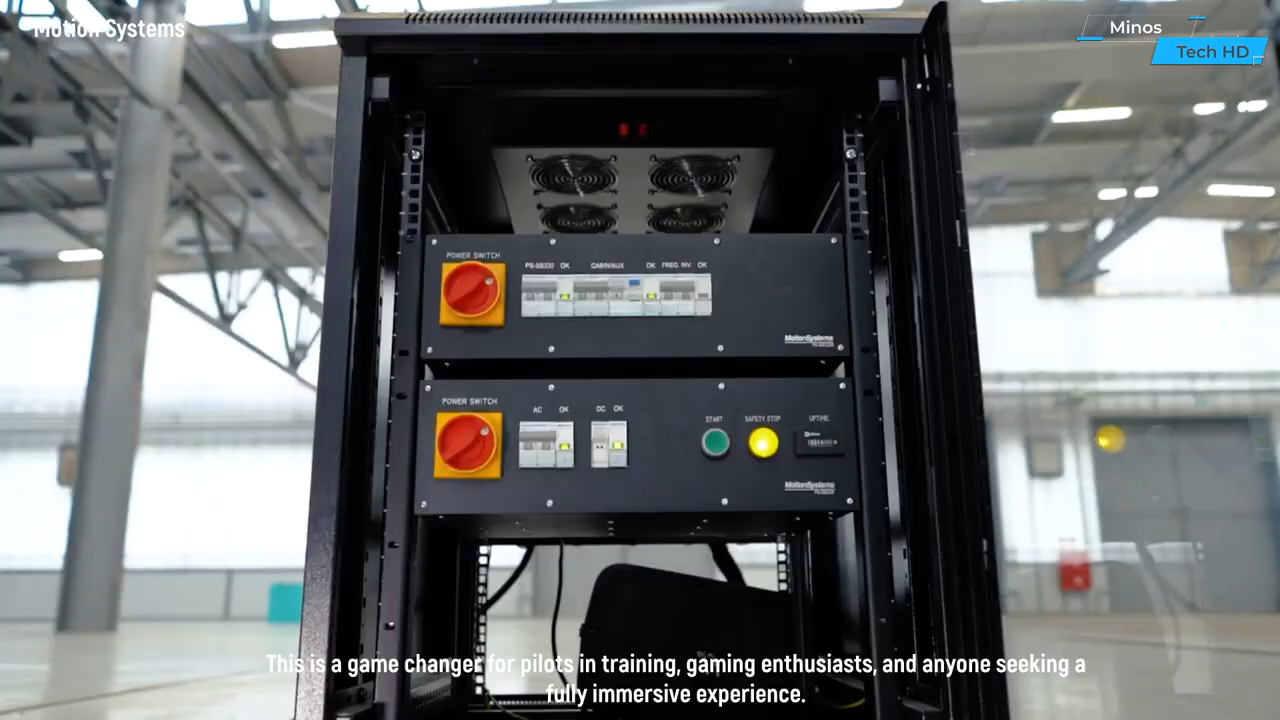 Motion Systems
Minos
Tech HD
POWER SWITCH
PS-SB330 OK CABIN/AUX OK FREQ. INV. OK
MotionSystems
POWER SWITCH
AC OK DC OK
START SAFETY STOP UPTIME
MotionSystems
This is a game changer for pilots in training, gaming enthusiasts, and anyone seeking a
fully immersive experience.